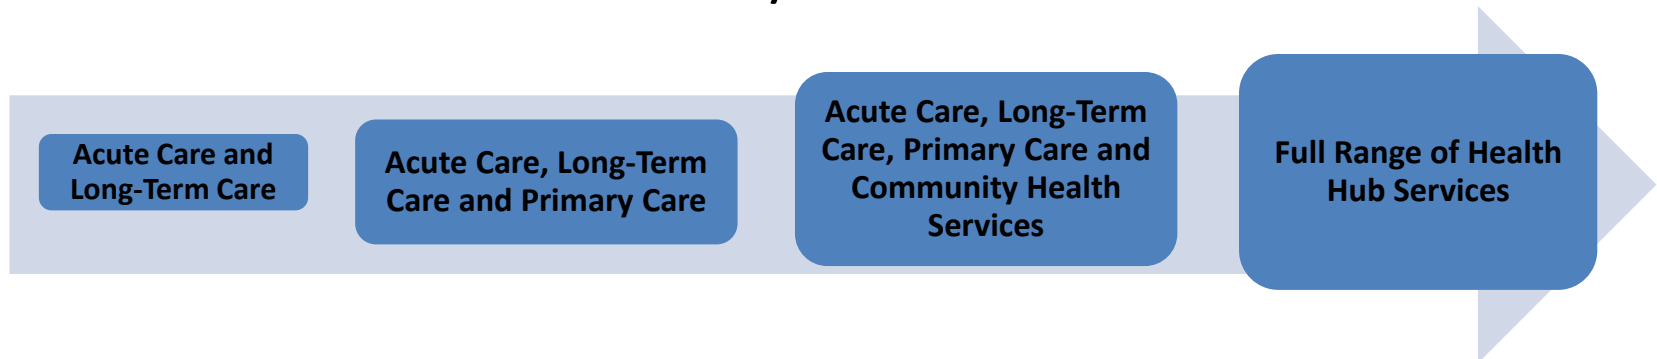 Acute Care and
Long-Term Care
Acute Care, Long-Term
Care and Primary Care
Acute Care, Long-Term
Care, Primary Care and
Community Health
Services
Full Range of Health
Hub Services